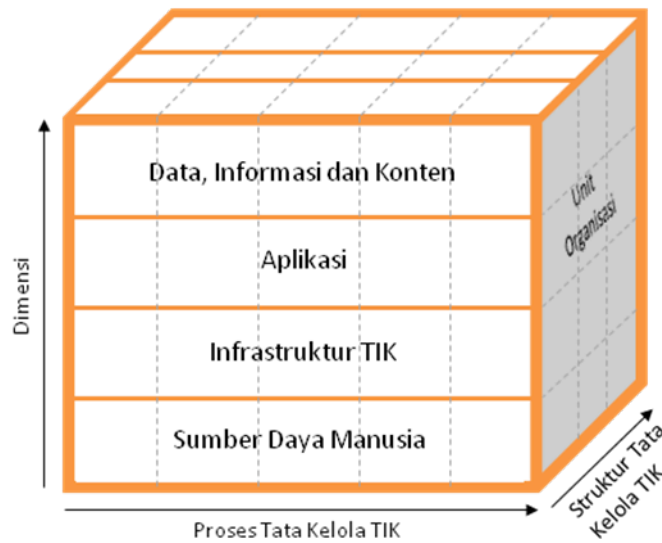 Data, Informasi dan Konten
Aplikasi
Infrastruktur TIK
Sumber Daya Manusia
Unit
Organisasi
Dimensi
Proses Tata Kelola TIK
Struktur Tata
Kelola TIK